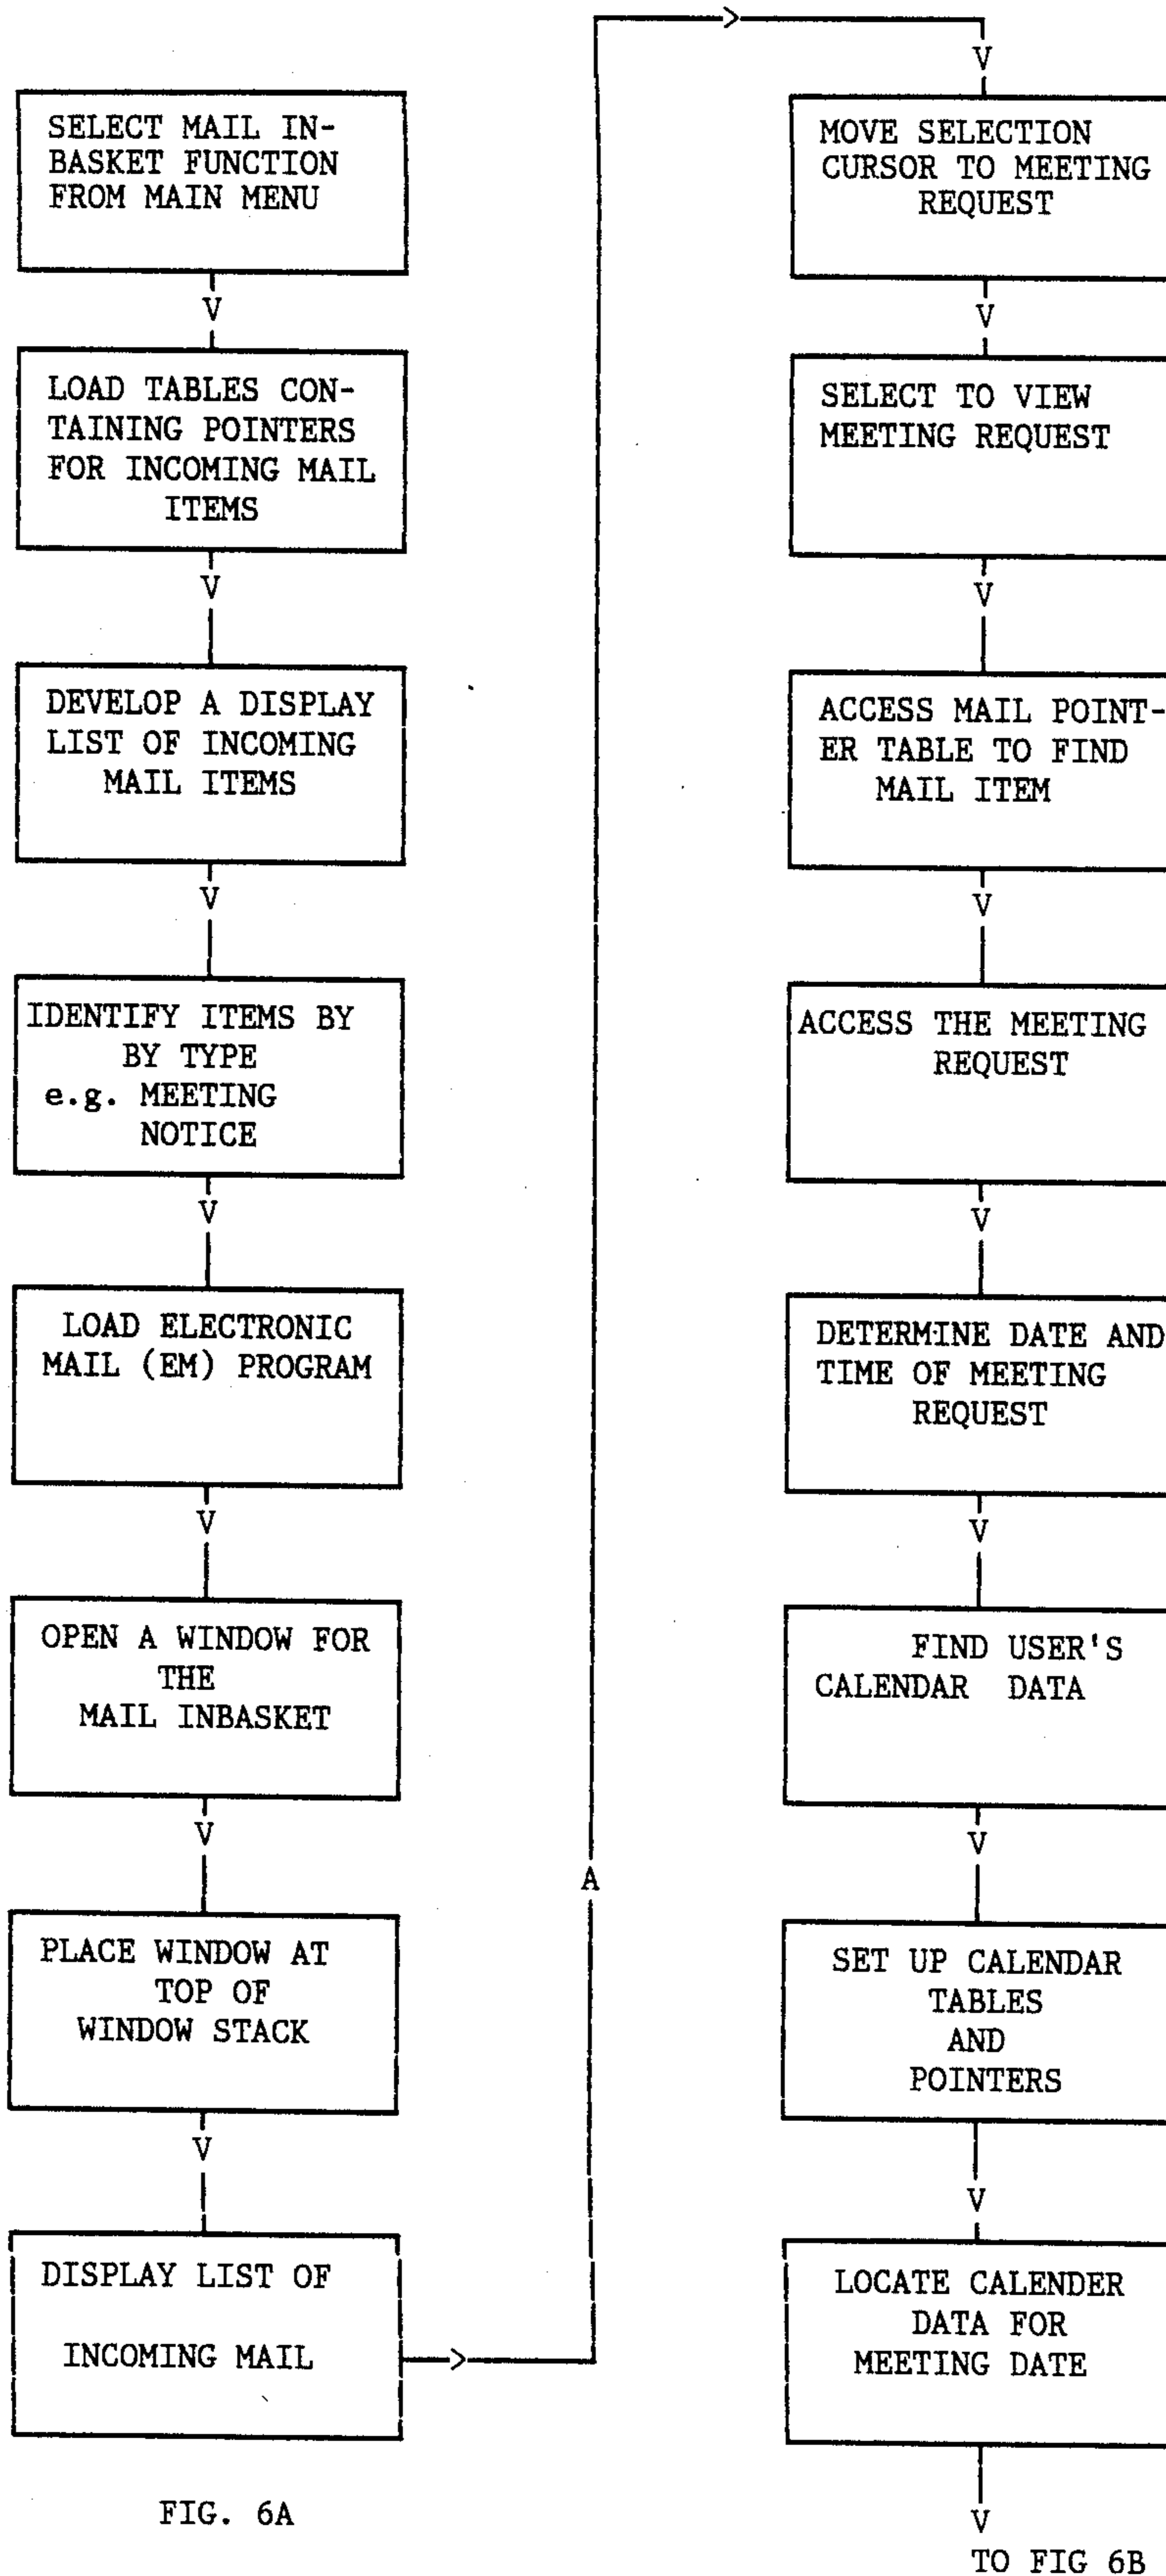 SELECT MAIL IN-
BASKET FUNCTION
FROM MAIN MENU
V
LOAD TABLES CON-
TAINING POINTERS
FOR INCOMING MAIL
ITEMS
V
DEVELOP A DISPLAY
LIST OF INCOMING
MAIL ITEMS
V
IDENTIFY ITEMS BY
BY TYPE
e.g. MEETING
NOTICE
V
LOAD ELECTRONIC
MAIL (EM) PROGRAM
V
OPEN A WINDOW FOR
THE
MAIL INBASKET
V
PLACE WINDOW AT
TOP OF
WINDOW STACK
V
DISPLAY LIST OF
INCOMING MAIL
>
A
>
V
MOVE SELECTION
CURSOR TO MEETING
REQUEST
V
SELECT TO VIEW
MEETING REQUEST
V
ACCESS MAIL POINT-
ER TABLE TO FIND
MAIL ITEM
V
ACCESS THE MEETING
REQUEST
V
DETERMINE DATE AND
TIME OF MEETING
REQUEST
V
FIND USER'S
CALENDAR DATA
V
SET UP CALENDAR
TABLES
AND
POINTERS
V
LOCATE CALENDER
DATA FOR
MEETING DATE
V
TO FIG 6B
FIG. 6A